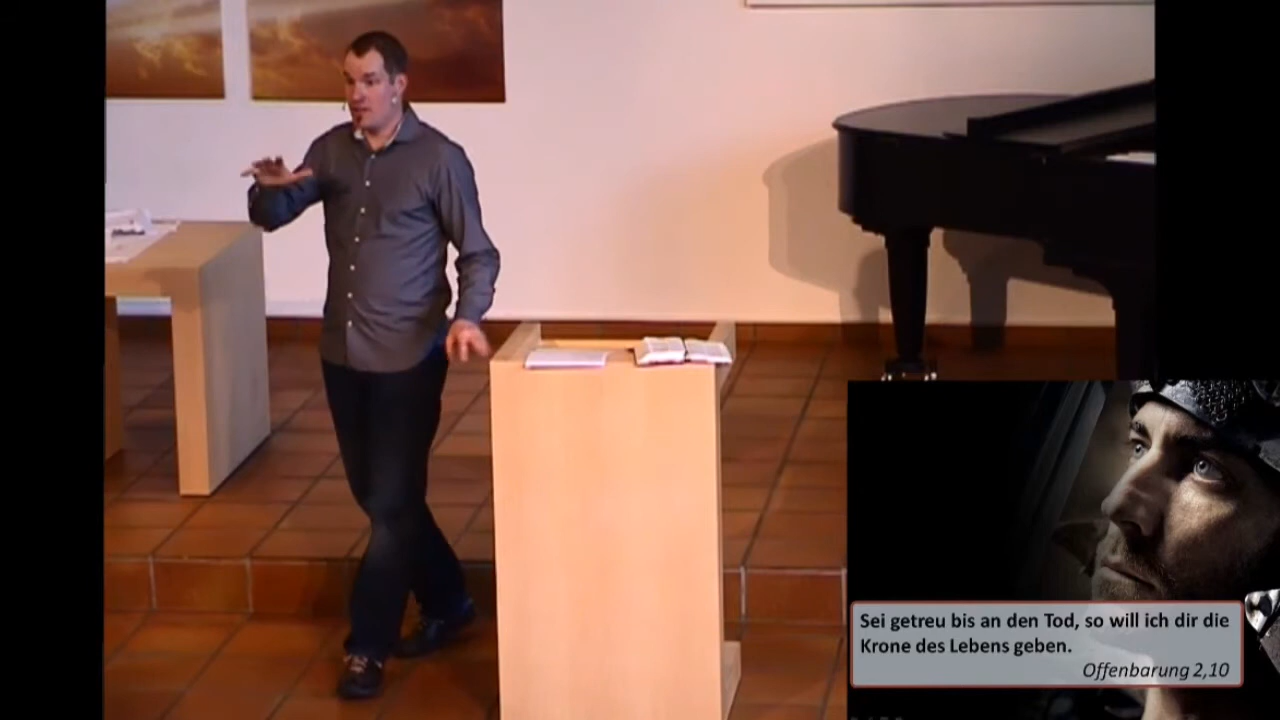 Sei getreu bis an den Tod, so will ich dir die
Krone des Lebens geben.
Offenbarung 2,10